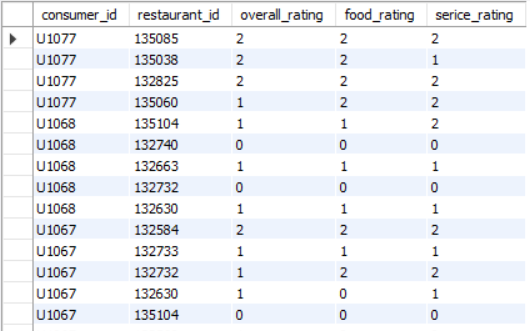 consumer_id restaurant_id overall_rating food_rating serice_rating
U1077 135085 2 2 2
U1077 135038 2 2 1
U1077 132825 2 2 2
U1077 135060 1 2 2
U1068 135104 1 1 2
U1068 132740 0 0 0
U1068 132663 1 1 1
U1068 132732 0 0 0
U1068 132630 1 1 1
U1067 132584 2 2 2
U1067 132733 1 1 1
U1067 132732 1 2 2
U1067 132630 1 0 1
U1067 135104 0 0 0